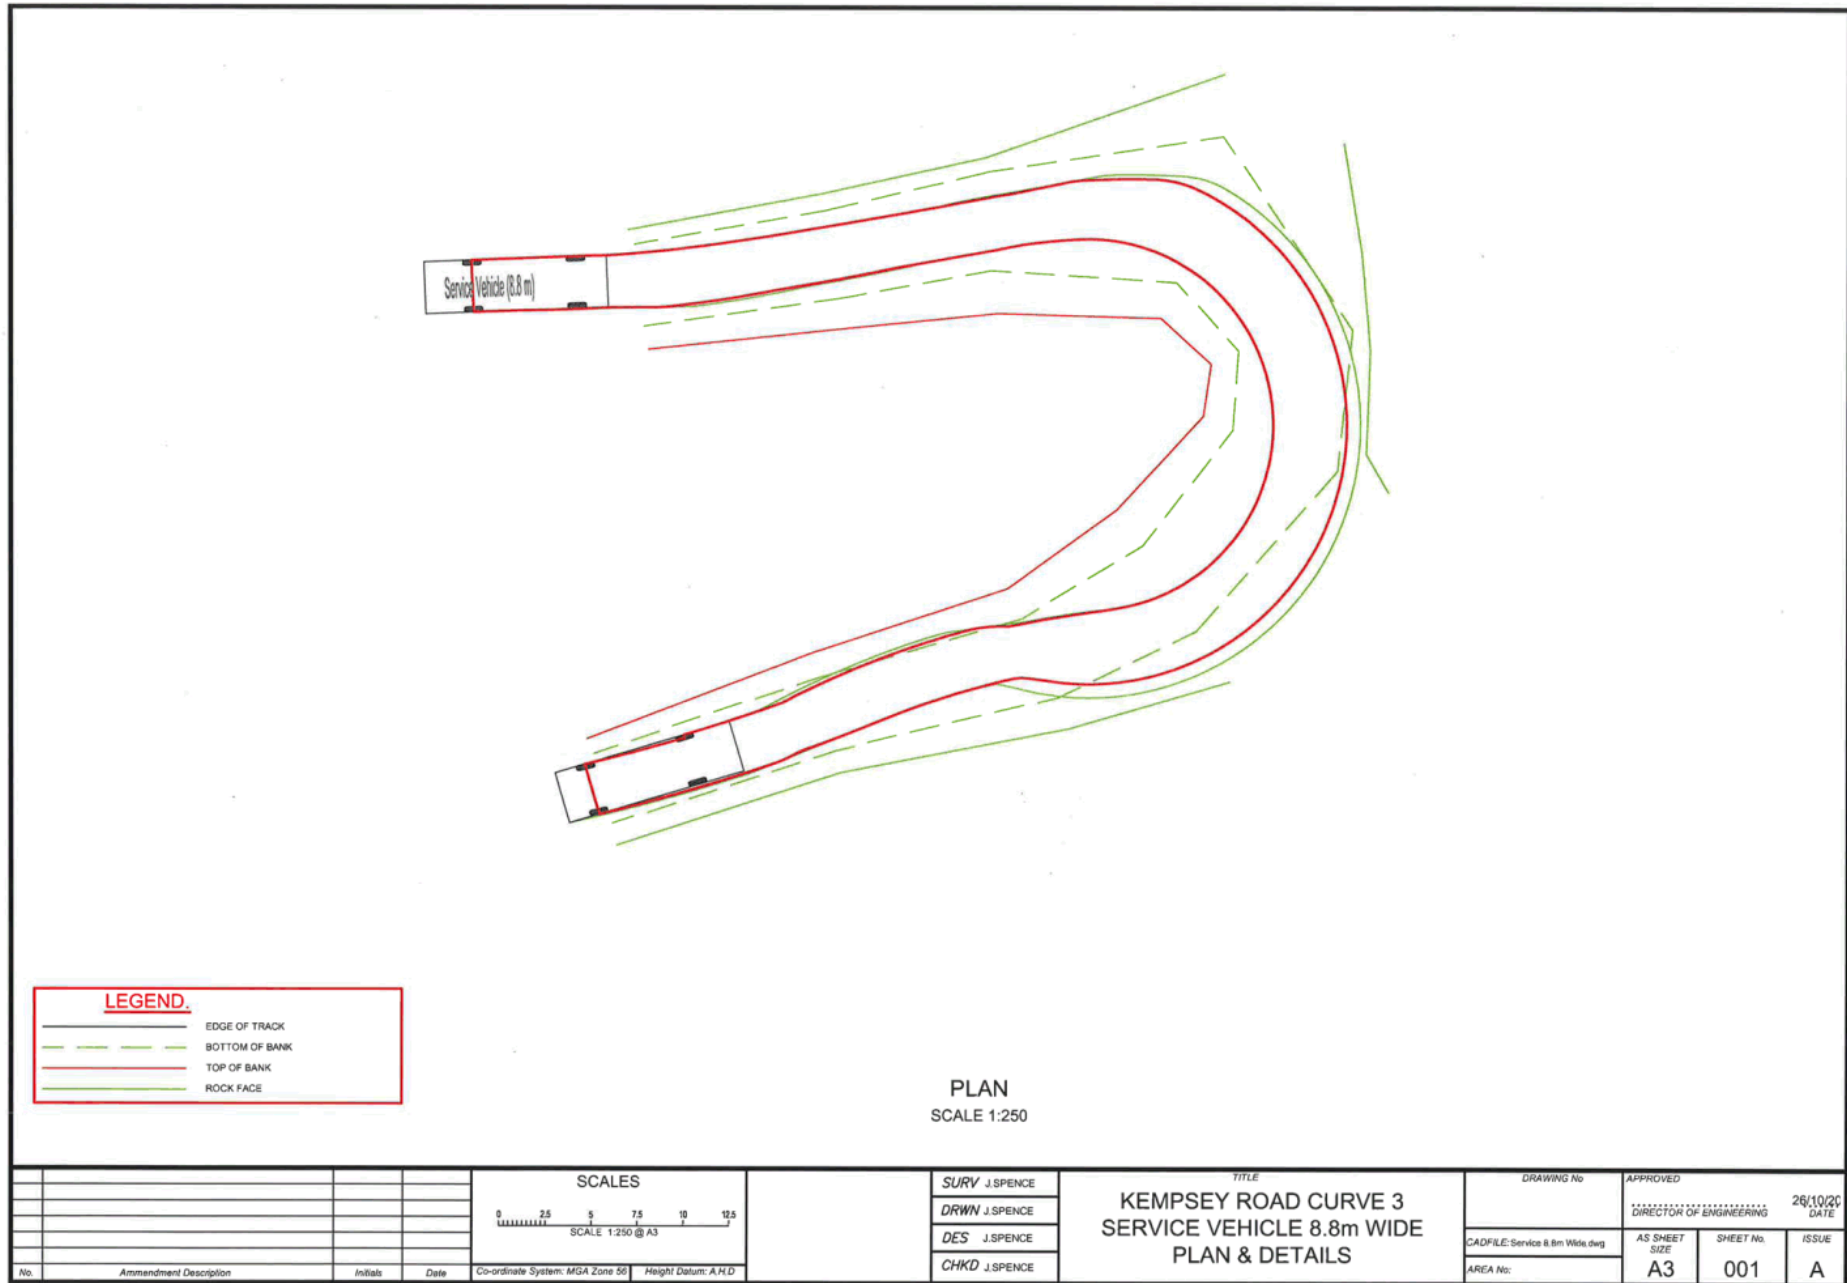 Service Vehicle (8.8 m)
LEGEND.
EDGE OF TRACK
BOTTOM OF BANK
TOP OF BANK
ROCK FACE
PLAN
SCALE 1:250
No.
Ammendment Description
Initials
Date
SCALES
0 2.5 5 7.5 10 12.5
SCALE 1:250 @ A3
Co-ordinate System: MGA Zone 56
Height Datum: A.H.D
SURV J.SPENCE
DRWN J.SPENCE
DES J.SPENCE
CHKD J.SPENCE
TITLE
KEMPSEY ROAD CURVE 3
SERVICE VEHICLE 8.8m WIDE
PLAN & DETAILS
DRAWING No
CADFILE: Service 8.8m Wide.dwg
AREA No:
APPROVED
26/10/20
DIRECTOR OF ENGINEERING DATE
AS SHEET
SIZE
A3
SHEET No.
001
ISSUE
A